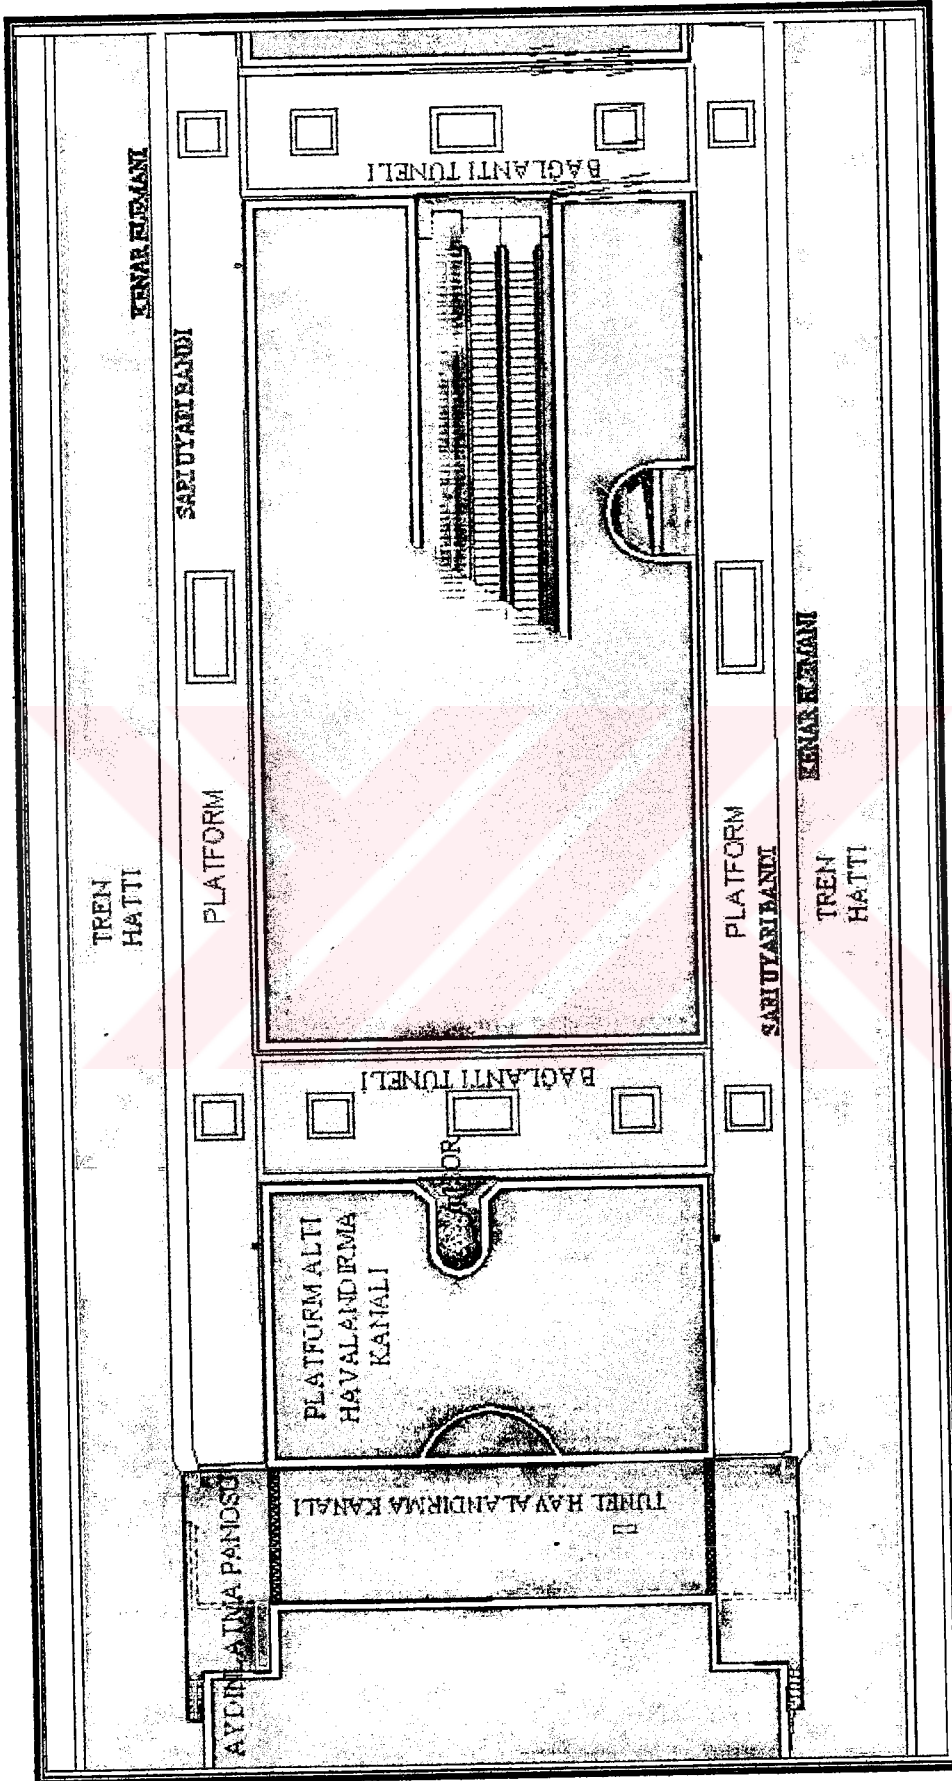 BAĞLANTI TÜNELİ
KENAR ELEMANI
SARI UYARI BANDI
KENAR ELEMANI
PLATFORM
PLATFORM
TREN
HATTI
TREN
HATTI
SARI UYARI BANDI
BAĞLANTI TÜNELİ
PLATFORM ALTI
HAVALANDIRMA
KANALI
TUNEL HAVALANDIRMA KANALI
AYDINLATMA PANOSU